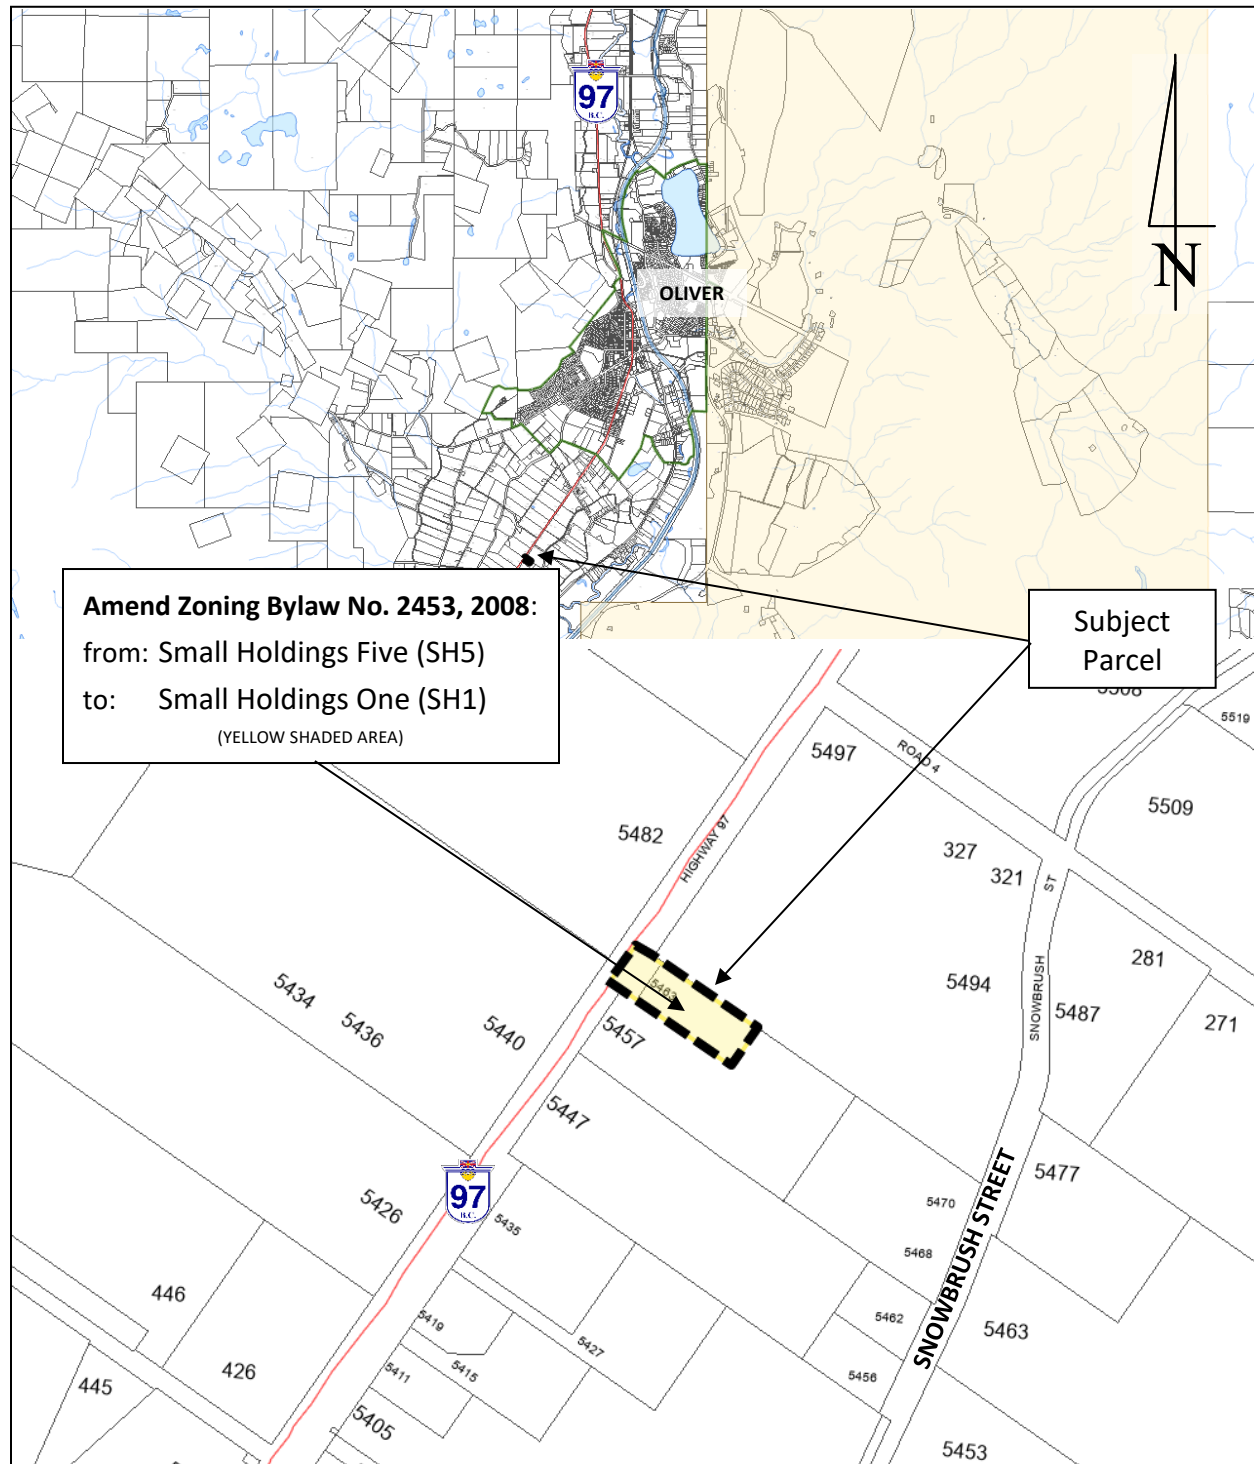 97
B.C.
OLIVER
N
Amend Zoning Bylaw No. 2453, 2008:
from: Small Holdings Five (SH5)
to: Small Holdings One (SH1)
(YELLOW SHADED AREA)
Subject
Parcel
5519
5497
ROAD 4
5509
5482
HIGHWAY 97
327
321
ST
281
5434
5436
5440
5463
5457
5494
SNOWBRUSH
5487
271
5447
97
B.C.
5426
5435
5470
5477
5468
SNOWBRUSH STREET
446
5419
5427
5462
5463
426
445
5411
5415
5456
5405
5453